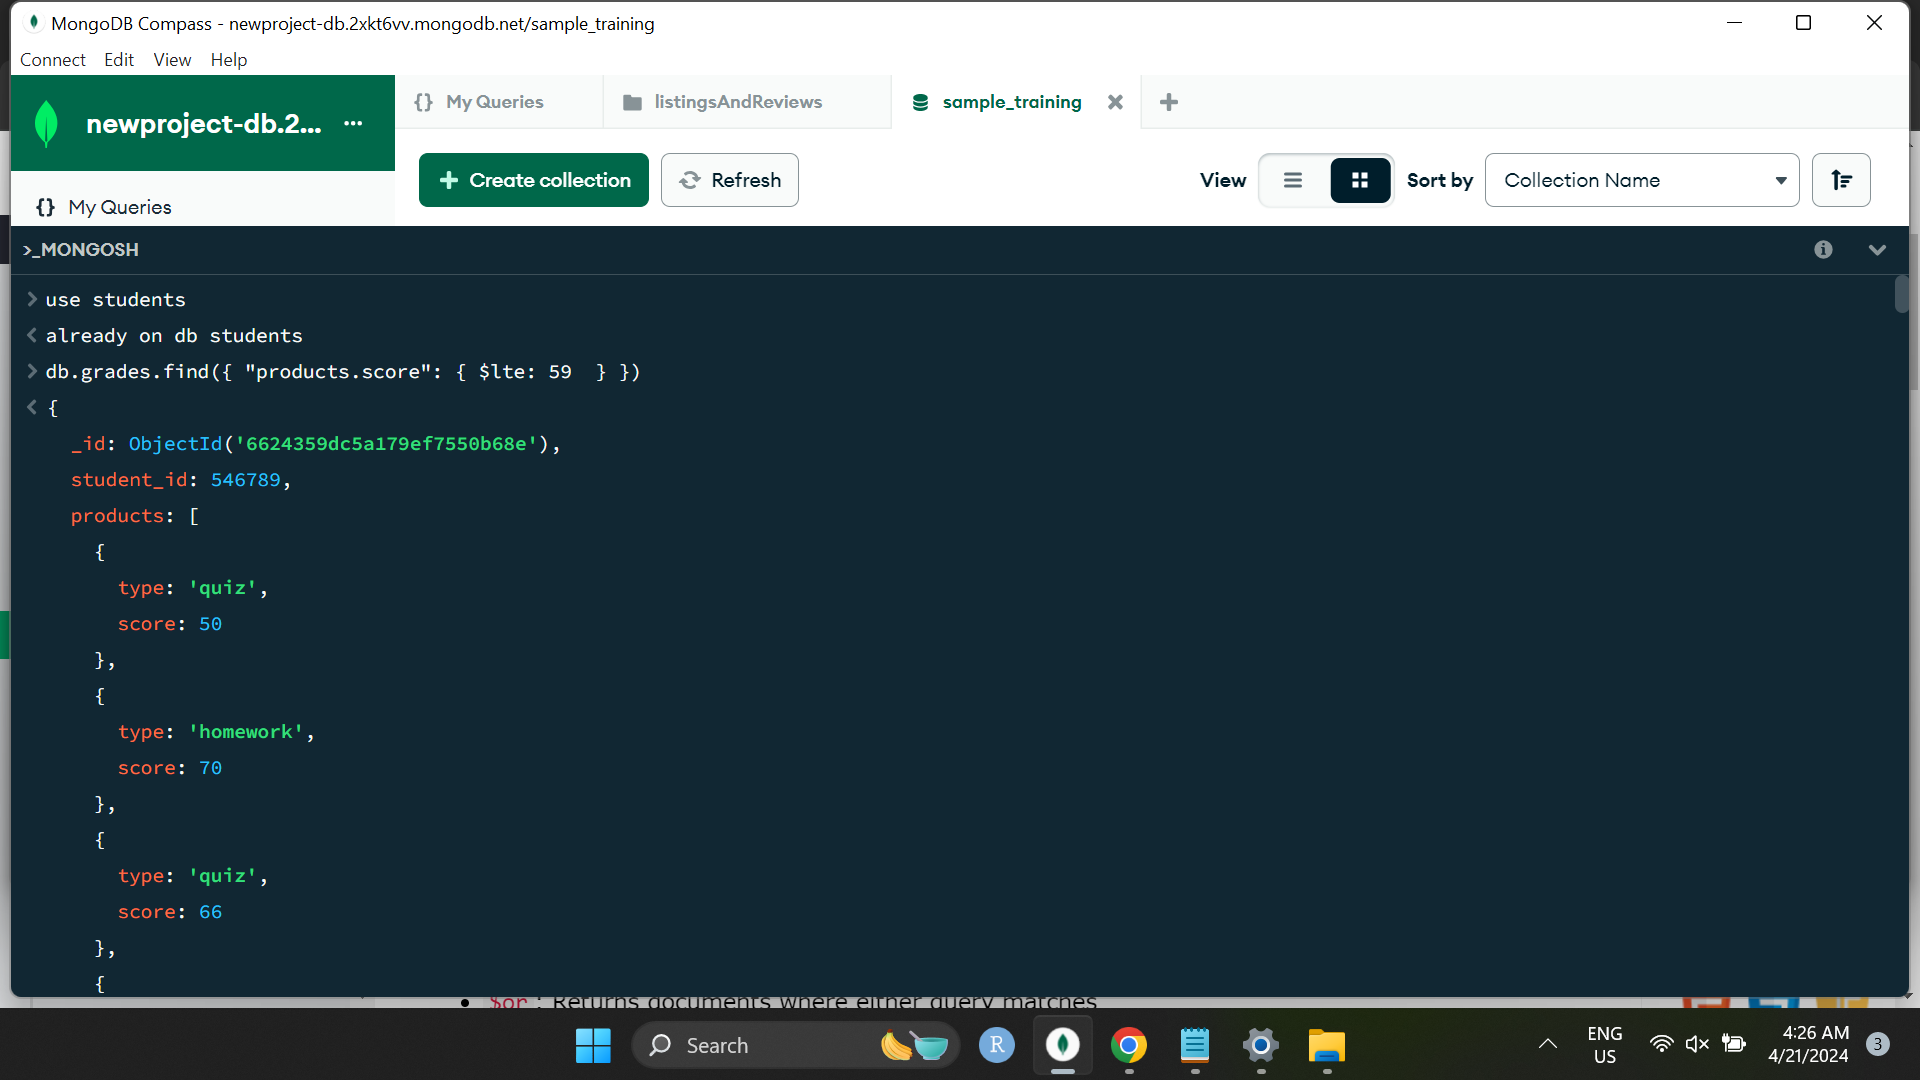 MongoDB Compass - newproject-db.2xkt6vv.mongodb.net/sample_training
Connect Edit View Help
newproject-db.2... ...
{} My Queries
listingsAndReviews
sample_training
Create collection
Refresh
View
Sort by
Collection Name
{} My Queries
>_MONGOSH
> use students
< already on db students
> db.grades.find({ "products.score": { $lte: 59  } })
< {
_id: ObjectId('6624359dc5a179ef7550b68e'),
student_id: 546789,
products: [
{
type: 'quiz',
score: 50
},
{
type: 'homework',
score: 70
},
{
type: 'quiz',
score: 66
},
{
$or : Returns documents where either query matches
Search
R
ENG
US
4:26 AM
4/21/2024
3